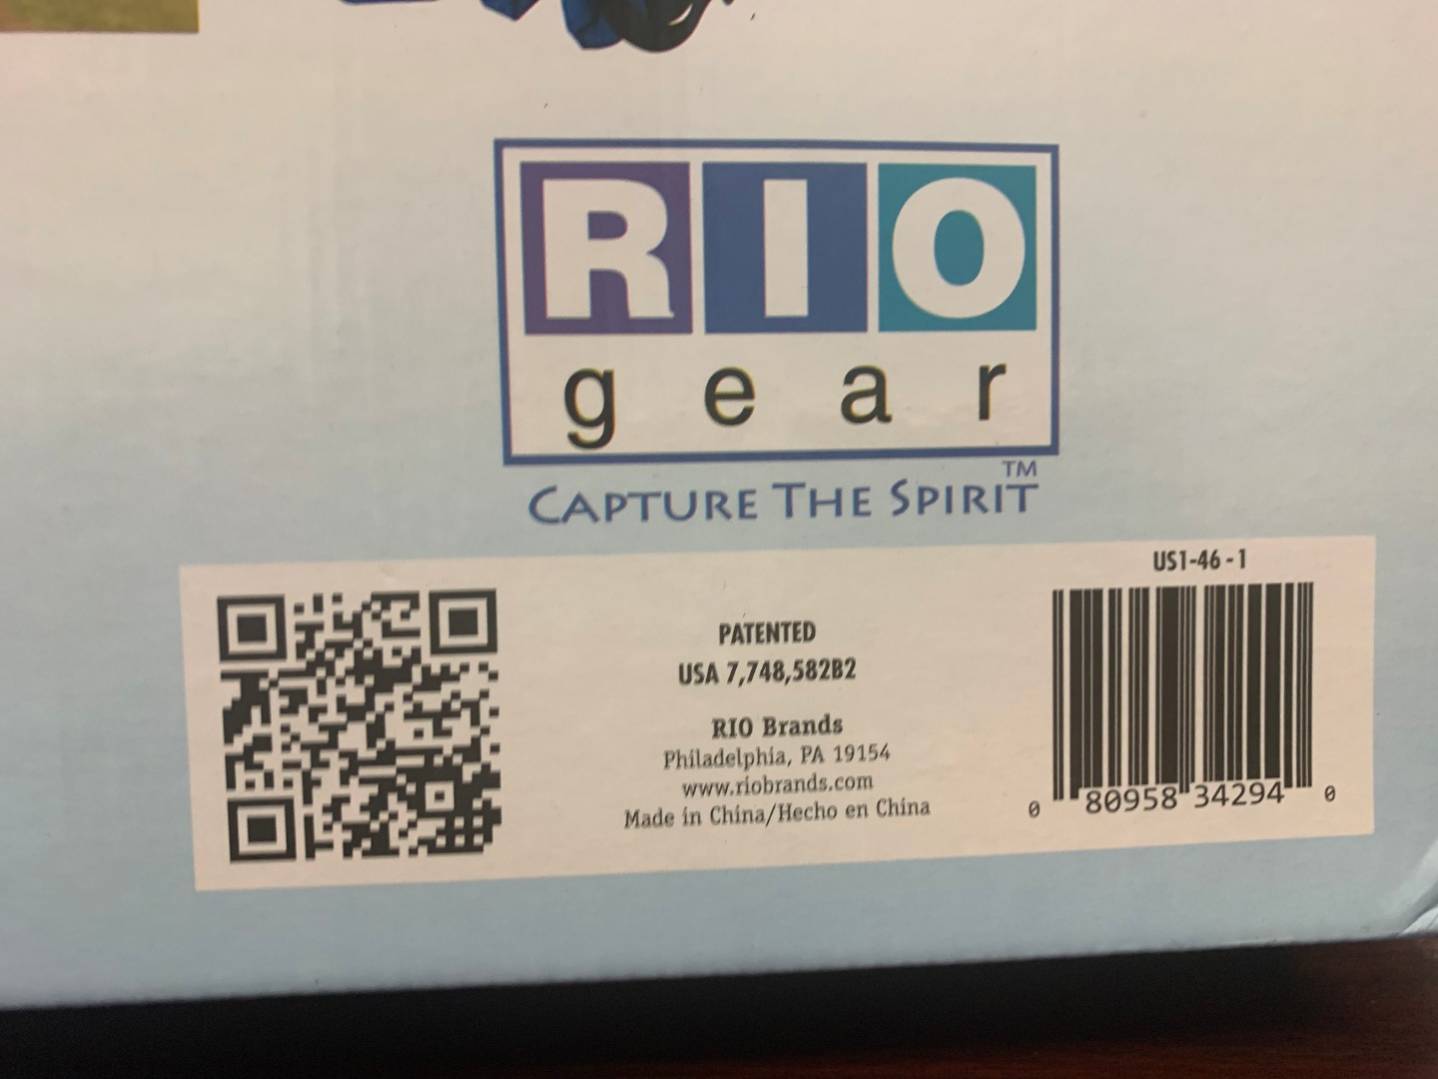 RIO
gear
TM
CAPTURE THE SPIRIT
PATENTED
USA 7,748,582B2
RIO Brands
Philadelphia, PA 19154
www.riobrands.com
Made in China/Hecho en China
US1-46-1
0 80958 34294 0